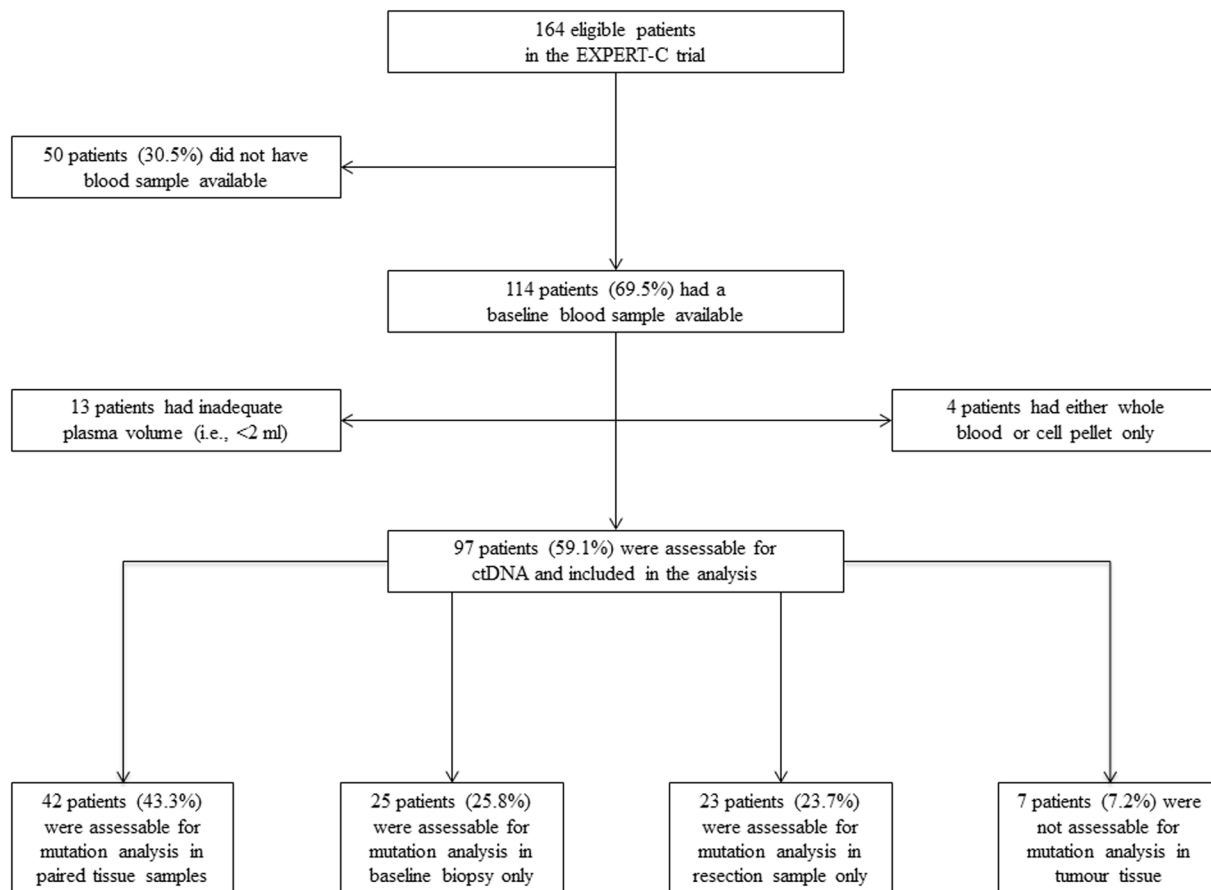 164 eligible patients
in the EXPERT-C trial
50 patients (30.5%) did not have
blood sample available
114 patients (69.5%) had a
baseline blood sample available
13 patients had inadequate
plasma volume (i.e., <2 ml)
4 patients had either whole
blood or cell pellet only
97 patients (59.1%) were assessable for
ctDNA and included in the analysis
42 patients (43.3%)
were assessable for
mutation analysis in
paired tissue samples
25 patients (25.8%)
were assessable for
mutation analysis in
baseline biopsy only
23 patients (23.7%)
were assessable for
mutation analysis in
resection sample only
7 patients (7.2%) were
not assessable for
mutation analysis in
tumour tissue